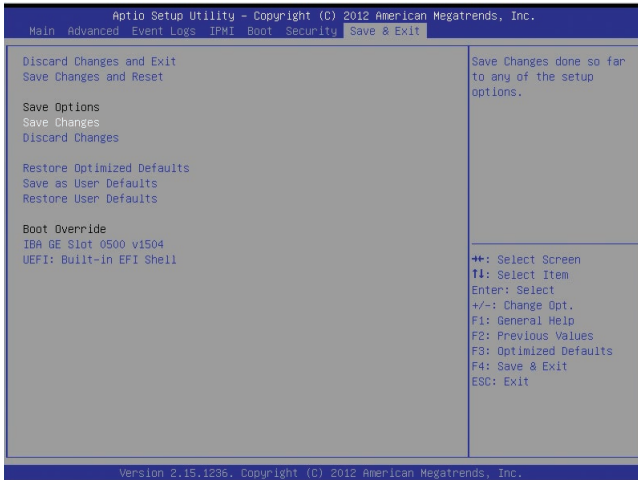 Aptio Setup Utility – Copyright (C) 2012 American Megatrends, Inc.
Main Advanced Event Logs IPMI Boot Security Save & Exit
Discard Changes and Exit
Save Changes and Reset
Save Options
Save Changes
Discard Changes
Restore Optimized Defaults
Save as User Defaults
Restore User Defaults
Boot Override
IBA GE Slot 0500 v1504
UEFI: Built-in EFI Shell
Save Changes done so far
to any of the setup
options.
→←: Select Screen
↑↓: Select Item
Enter: Select
+/-: Change Opt.
F1: General Help
F2: Previous Values
F3: Optimized Defaults
F4: Save & Exit
ESC: Exit
Version 2.15.1236. Copyright (C) 2012 American Megatrends, Inc.